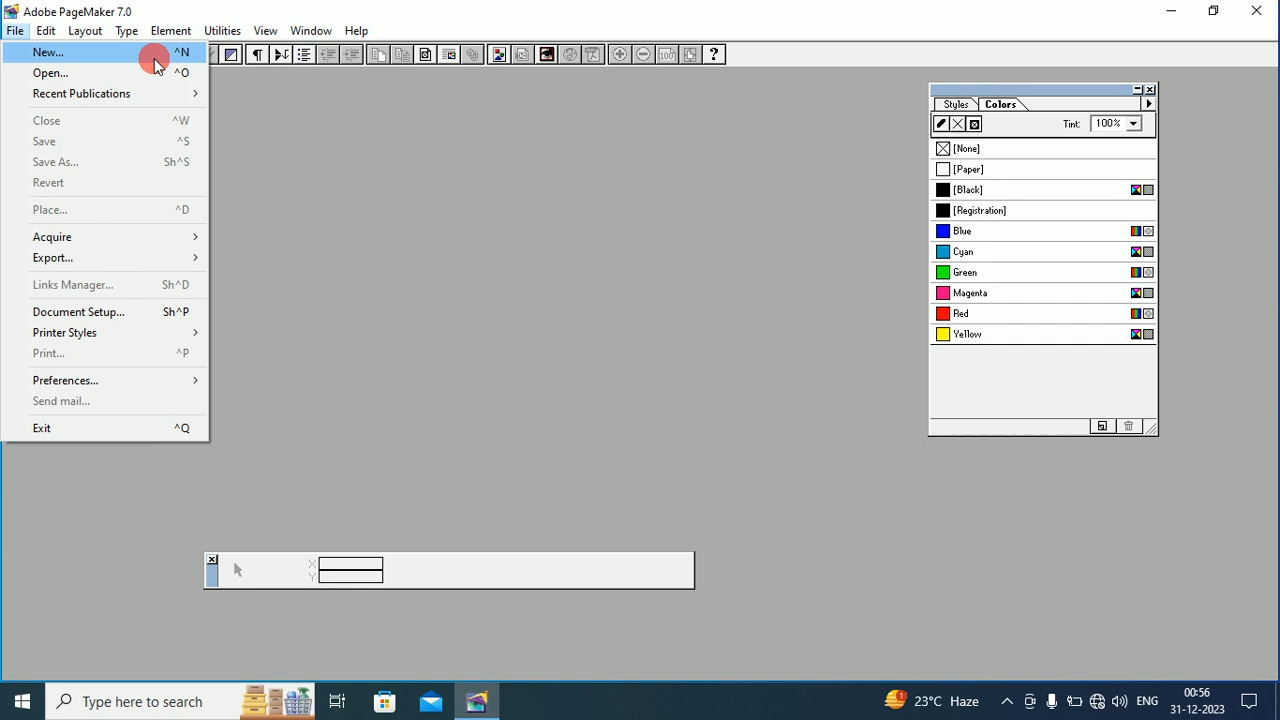 Adobe PageMaker 7.0
File Edit Layout Type Element Utilities View Window Help
New... ^N
Open... ^O
Recent Publications
Close ^W
Save ^S
Save As... Sh^S
Revert
Place... ^D
Acquire
Export...
Links Manager... Sh^D
Document Setup... Sh^P
Printer Styles
Print... ^P
Preferences...
Send mail...
Exit ^Q
Styles Colors
Tint: 100%
[None]
[Paper]
[Black]
[Registration]
Blue
Cyan
Green
Magenta
Red
Yellow
X
Y
Type here to search
23°C Haze
ENG
00:56
31-12-2023